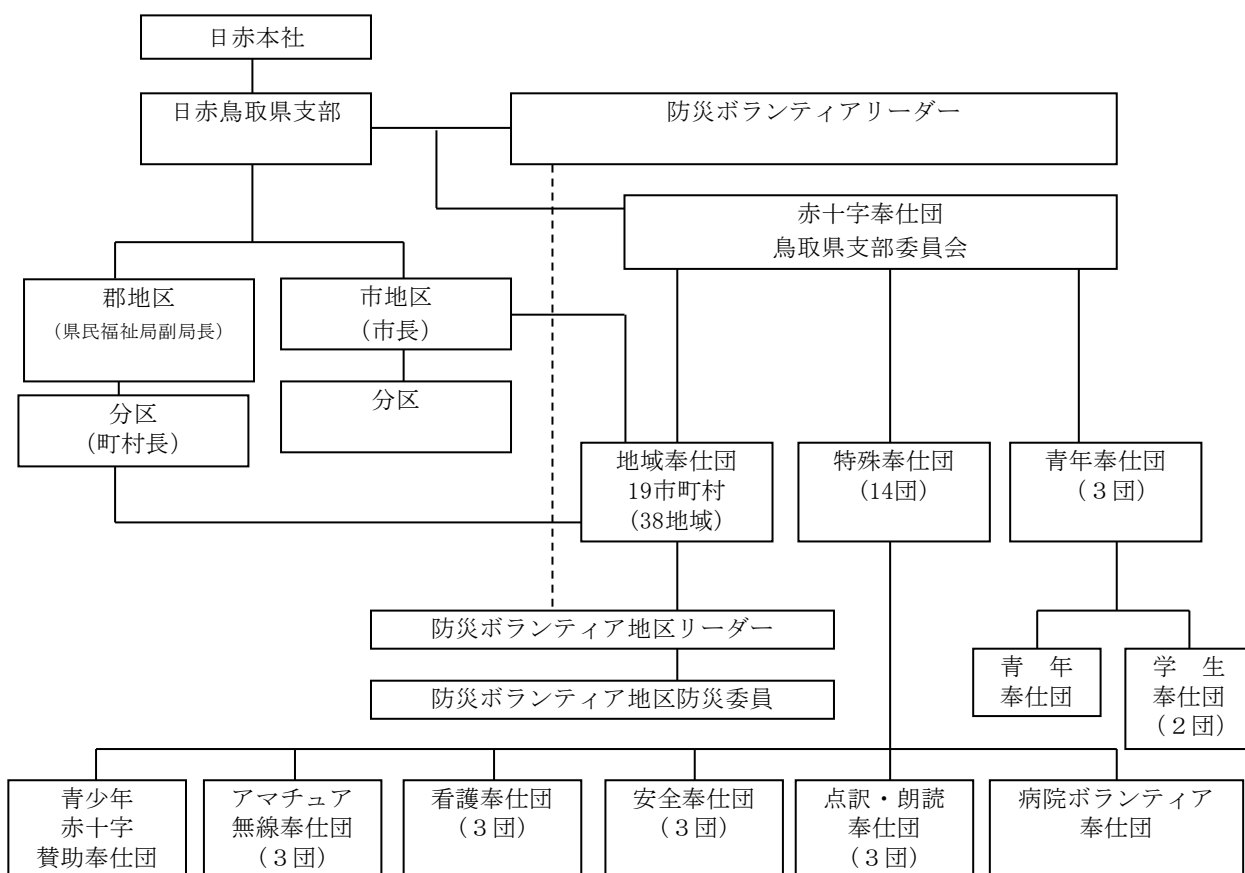 日赤本社
日赤鳥取県支部
防災ボランティアリーダー
赤十字奉仕団
鳥取県支部委員会
郡地区
（県民福祉局副局長）
市地区
（市長）
分区
（町村長）
分区
地域奉仕団
19市町村
(38地域)
特殊奉仕団
(14団)
青年奉仕団
（３団）
防災ボランティア地区リーダー
防災ボランティア地区防災委員
青　年
奉仕団
学　生
奉仕団
（２団）
青少年
赤十字
賛助奉仕団
アマチュア
無線奉仕団
（３団）
看護奉仕団
（３団）
安全奉仕団
（３団）
点訳・朗読
奉仕団
（３団）
病院ボランティア
奉仕団